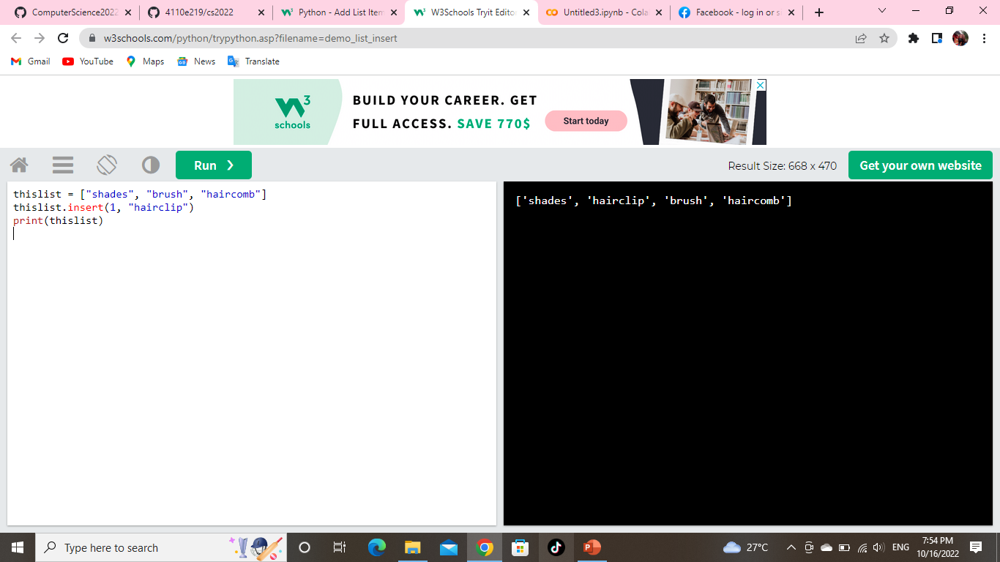 ComputerScience2022
4110e219/cs2022
Python - Add List Item
W3Schools Tryit Editor
Untitled3.ipynb - Cola
Facebook - log in or s
w3schools.com/python/trypython.asp?filename=demo_list_insert
Gmail
YouTube
Maps
News
Translate
W3
schools
BUILD YOUR CAREER. GET
FULL ACCESS. SAVE 770$
Start today
Run ❯
Result Size: 668 x 470
Get your own website
thislist = ["shades", "brush", "haircomb"]
thislist.insert(1, "hairclip")
print(thislist)
['shades', 'hairclip', 'brush', 'haircomb']
Type here to search
27°C
ENG
7:54 PM
10/16/2022